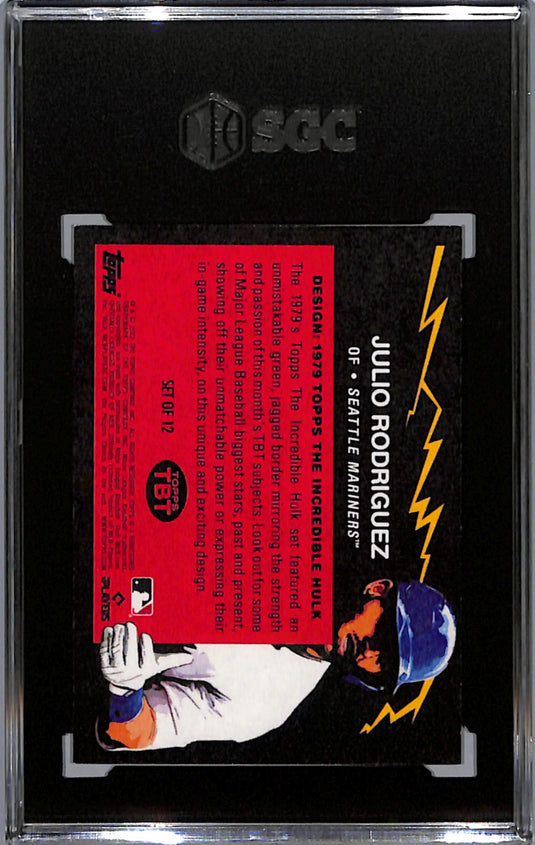 SGC
JULIO RODRIGUEZ
OF • SEATTLE MARINERS™
DESIGN: 1979 TOPPS THE INCREDIBLE HULK
The 1979's Topps The Incredible Hulk set featured an
unmistakable green, jagged border mirroring the strength
and passion of this month's TBT subjects. Look out for some
of Major League Baseball biggest stars, past and present,
showing off their unmatchable power or expressing their
in-game intensity, on this unique and exciting design.
SET OF 12
TOPPS
TBT
topps
PLAYERS